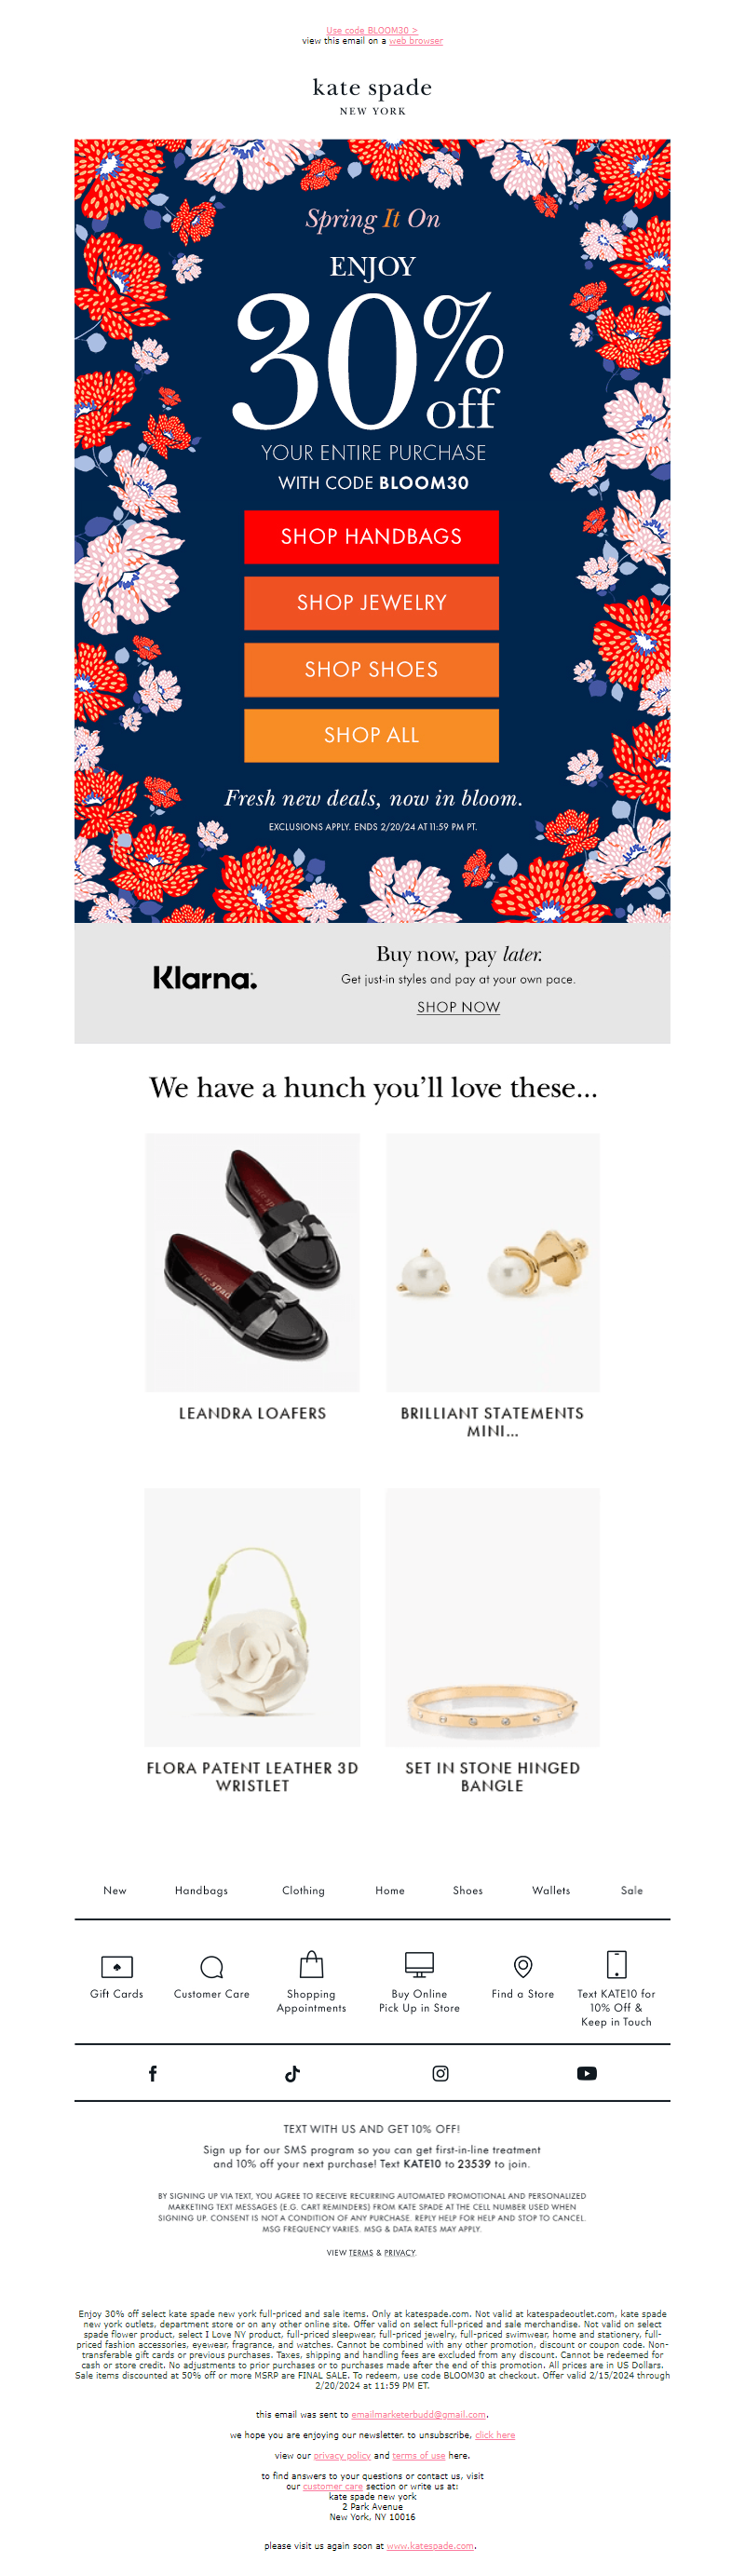 Use code BLOOM30 >
view this email on a web browser
kate spade
NEW YORK
Spring It On
ENJOY
30% off
YOUR ENTIRE PURCHASE
WITH CODE BLOOM30
SHOP HANDBAGS
SHOP JEWELRY
SHOP SHOES
SHOP ALL
Fresh new deals, now in bloom.
EXCLUSIONS APPLY. ENDS 2/20/24 AT 11:59 PM PT.
Klarna.
Buy now, pay later.
Get just-in styles and pay at your own pace.
SHOP NOW
We have a hunch you'll love these...
LEANDRA LOAFERS
BRILLIANT STATEMENTS
MINI...
FLORA PATENT LEATHER 3D
WRISTLET
SET IN STONE HINGED
BANGLE
New Handbags Clothing Home Shoes Wallets Sale
Gift Cards
Customer Care
Shopping
Appointments
Buy Online
Pick Up in Store
Find a Store
Text KATE10 for
10% Off &
Keep in Touch
TEXT WITH US AND GET 10% OFF!
Sign up for our SMS program so you can get first-in-line treatment
and 10% off your next purchase! Text KATE10 to 23539 to join.
BY SIGNING UP VIA TEXT, YOU AGREE TO RECEIVE RECURRING AUTOMATED PROMOTIONAL AND PERSONALIZED
MARKETING TEXT MESSAGES (E.G. CART REMINDERS) FROM KATE SPADE AT THE CELL NUMBER USED WHEN
SIGNING UP. CONSENT IS NOT A CONDITION OF ANY PURCHASE. REPLY HELP FOR HELP AND STOP TO CANCEL.
MSG FREQUENCY VARIES. MSG & DATA RATES MAY APPLY.
VIEW TERMS & PRIVACY.
Enjoy 30% off select kate spade new york full-priced and sale items. Only at katespade.com. Not valid at katespadeoutlet.com, kate spade
new york outlets, department store or on any other online site. Offer valid on select full-priced and sale merchandise. Not valid on select
spade flower product, select I Love NY product, full-priced sleepwear, full-priced jewelry, full-priced swimwear, home and stationery, full-
priced fashion accessories, eyewear, fragrance, and watches. Cannot be combined with any other promotion, discount or coupon code. Non-
transferable gift cards or previous purchases. Taxes, shipping and handling fees are excluded from any discount. Cannot be redeemed for
cash or store credit. No adjustments to prior purchases or to purchases made after the end of this promotion. All prices are in US Dollars.
Sale items discounted at 50% off or more MSRP are FINAL SALE. To redeem, use code BLOOM30 at checkout. Offer valid 2/15/2024 through
2/20/2024 at 11:59 PM ET.
this email was sent to emailmarketerbudd@gmail.com.
we hope you are enjoying our newsletter. to unsubscribe, click here
view our privacy policy and terms of use here.
to find answers to your questions or contact us, visit
our customer care section or write us at:
kate spade new york
2 Park Avenue
New York, NY 10016
please visit us again soon at www.katespade.com.